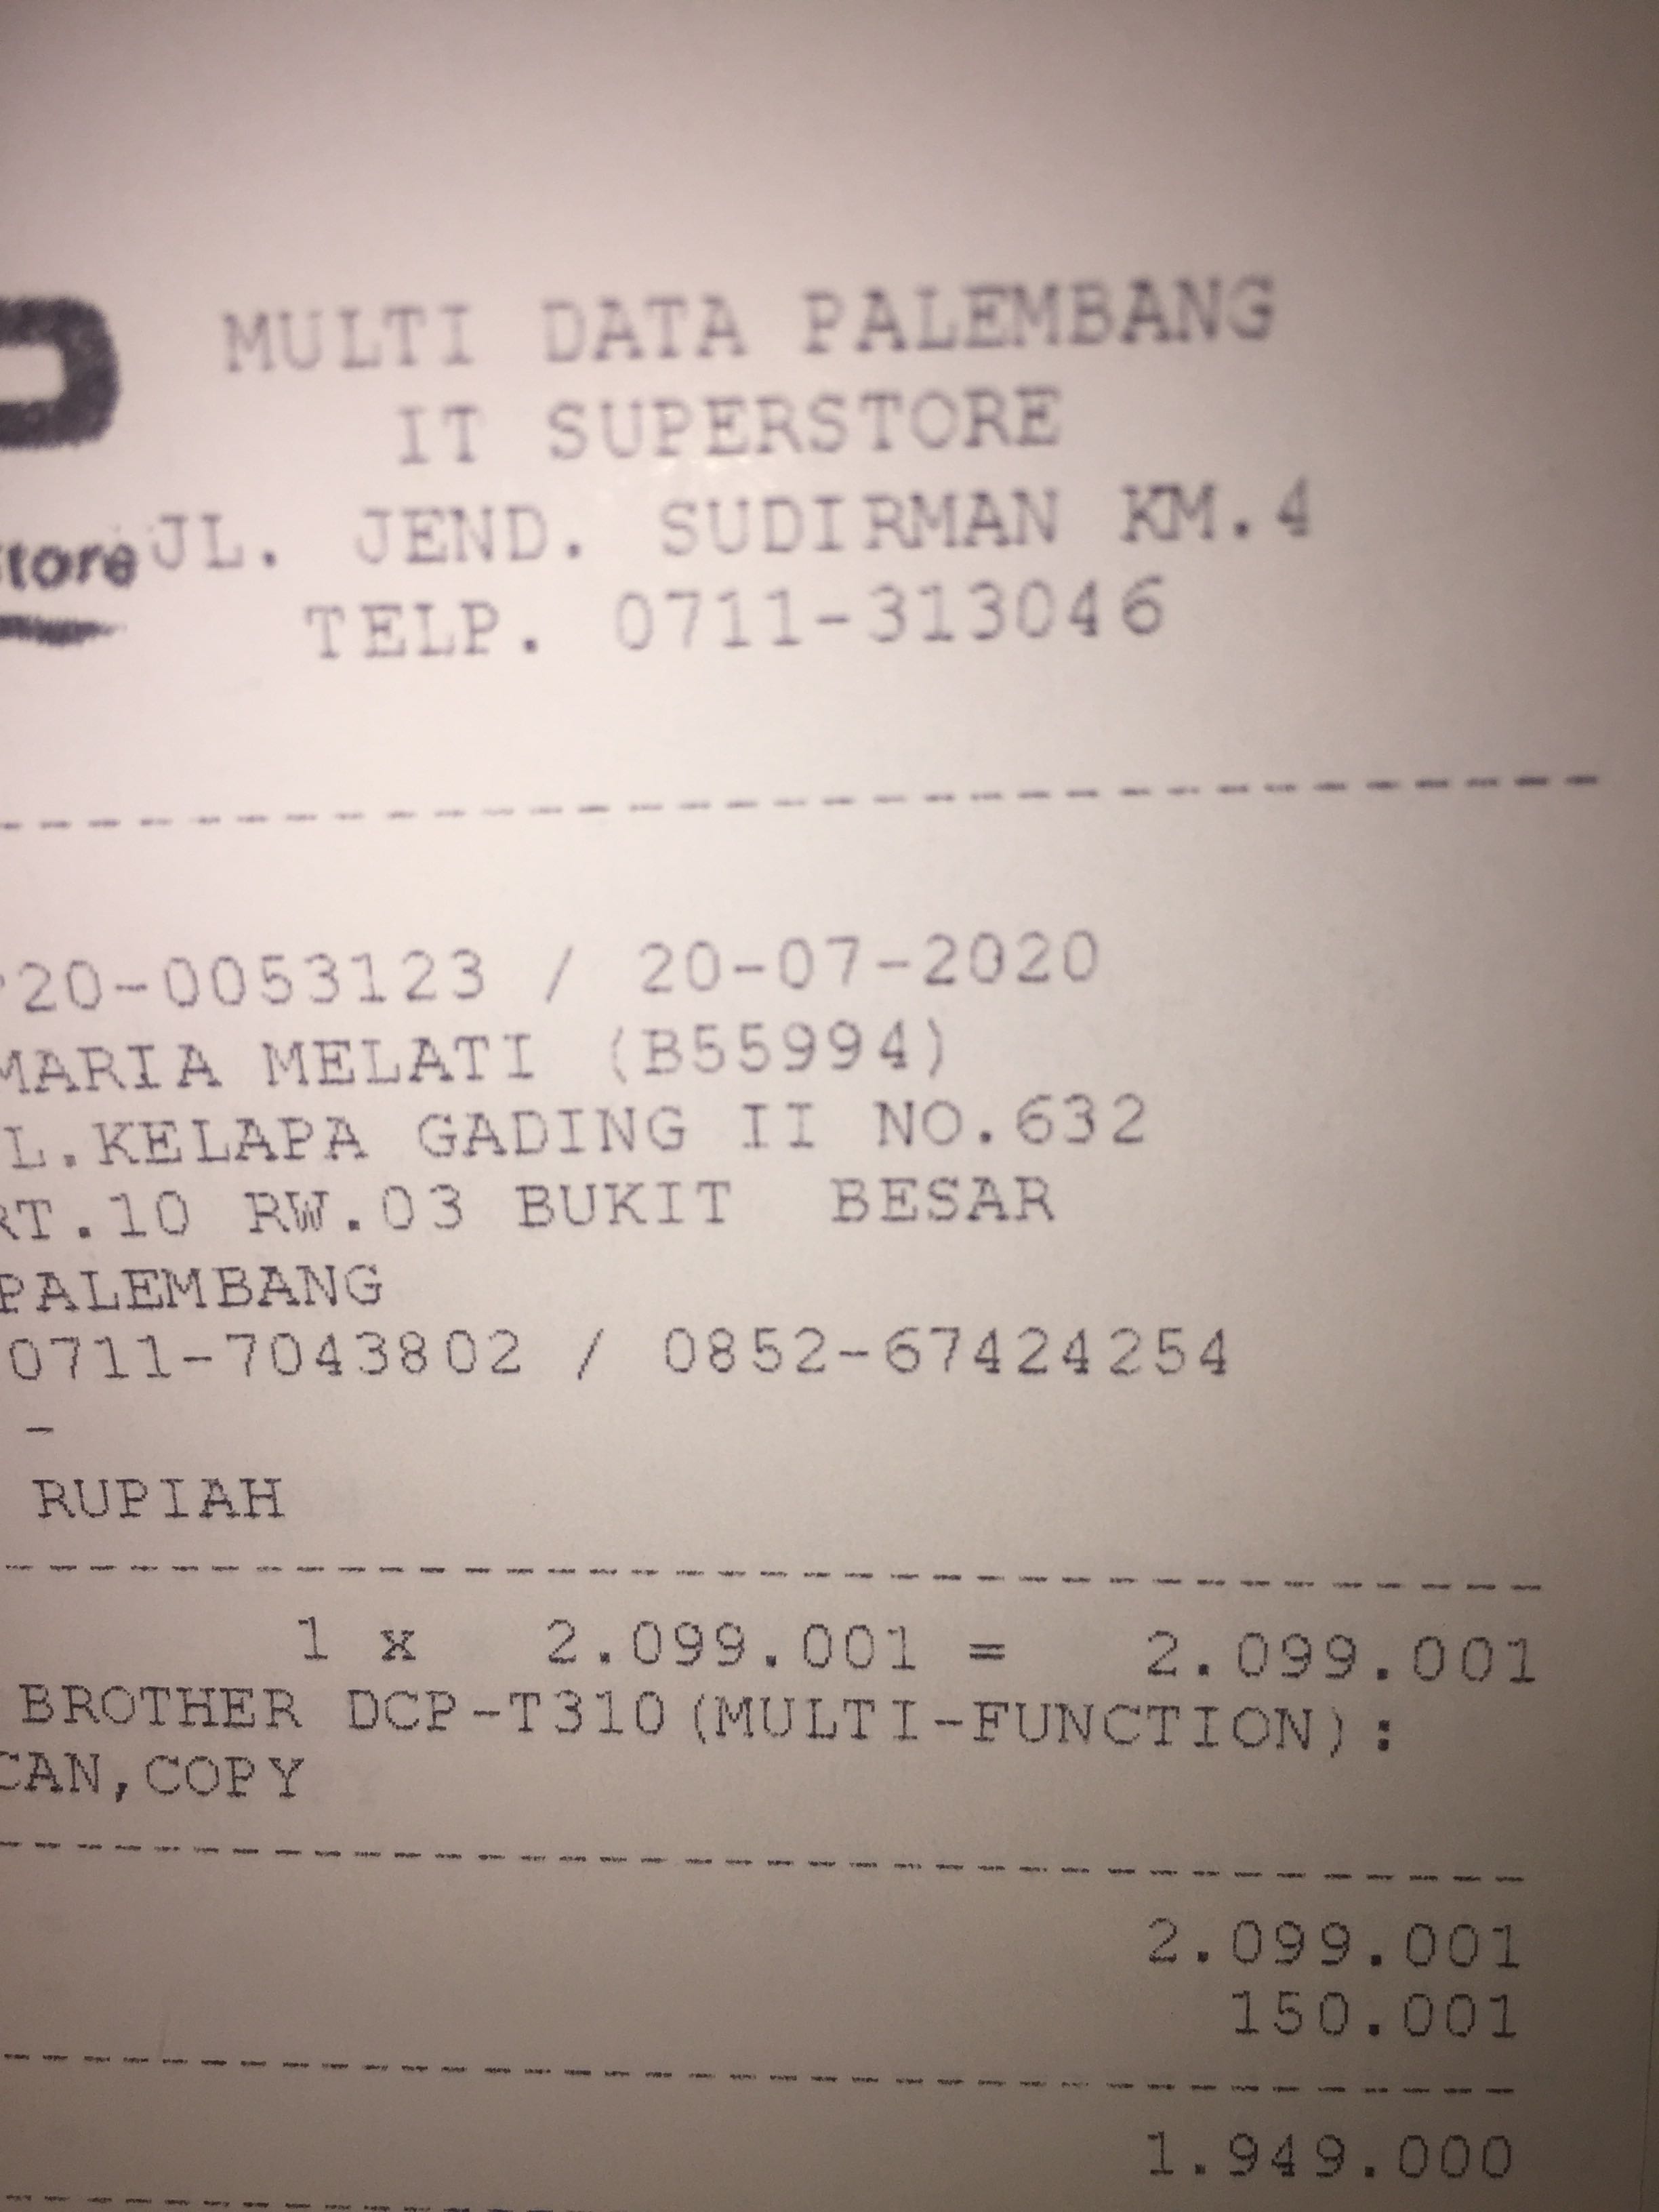 MULTI DATA PALEMBANG
IT SUPERSTORE
JL. JEND. SUDIRMAN KM.4
TELP. 0711-313046
20-0053123 / 20-07-2020
MARIA MELATI (B55994)
L.KELAPA GADING II NO.632
RT.10 RW.03 BUKIT BESAR
PALEMBANG
0711-7043802 / 0852-67424254
-
RUPIAH
1 x 2.099.001 = 2.099.001
BROTHER DCP-T310(MULTI-FUNCTION):
CAN,COPY
2.099.001
150.001
1.949.000